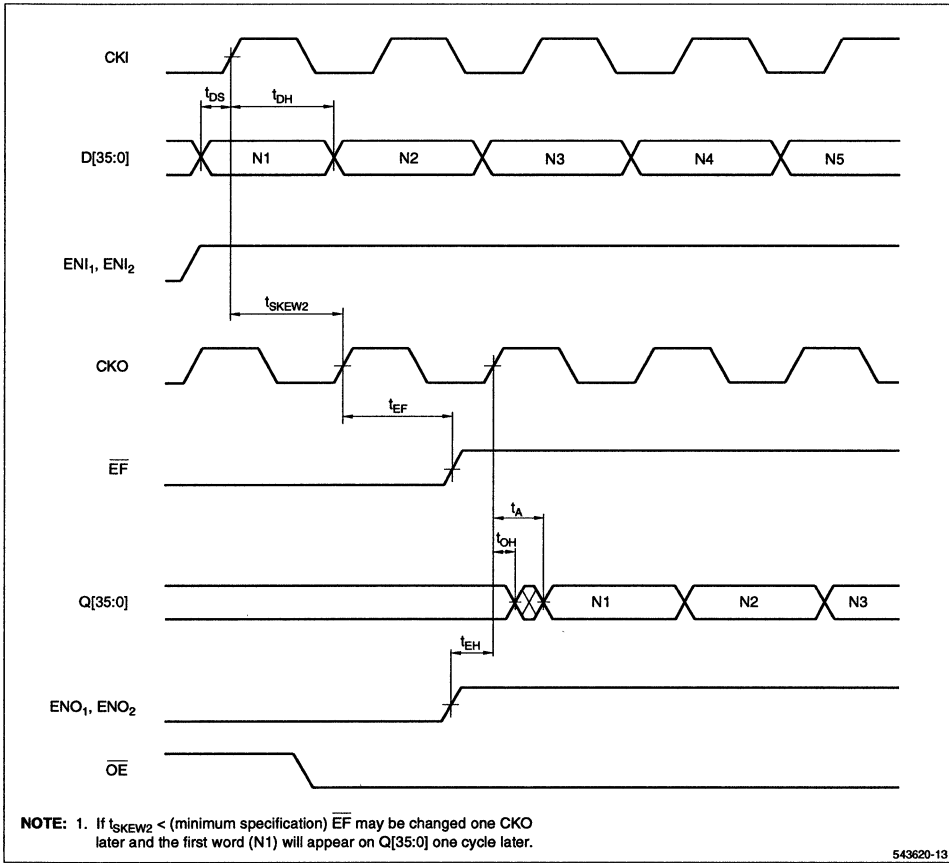 CKI
tDS
tDH
D[35:0]
N1
N2
N3
N4
N5
ENI1, ENI2
tSKEW2
CKO
tEF
EF
tA
tOH
Q[35:0]
N1
N2
N3
tEH
ENO1, ENO2
OE
NOTE: 1. If tSKEW2 < (minimum specification) EF may be changed one CKO
later and the first word (N1) will appear on Q[35:0] one cycle later.
543620-13